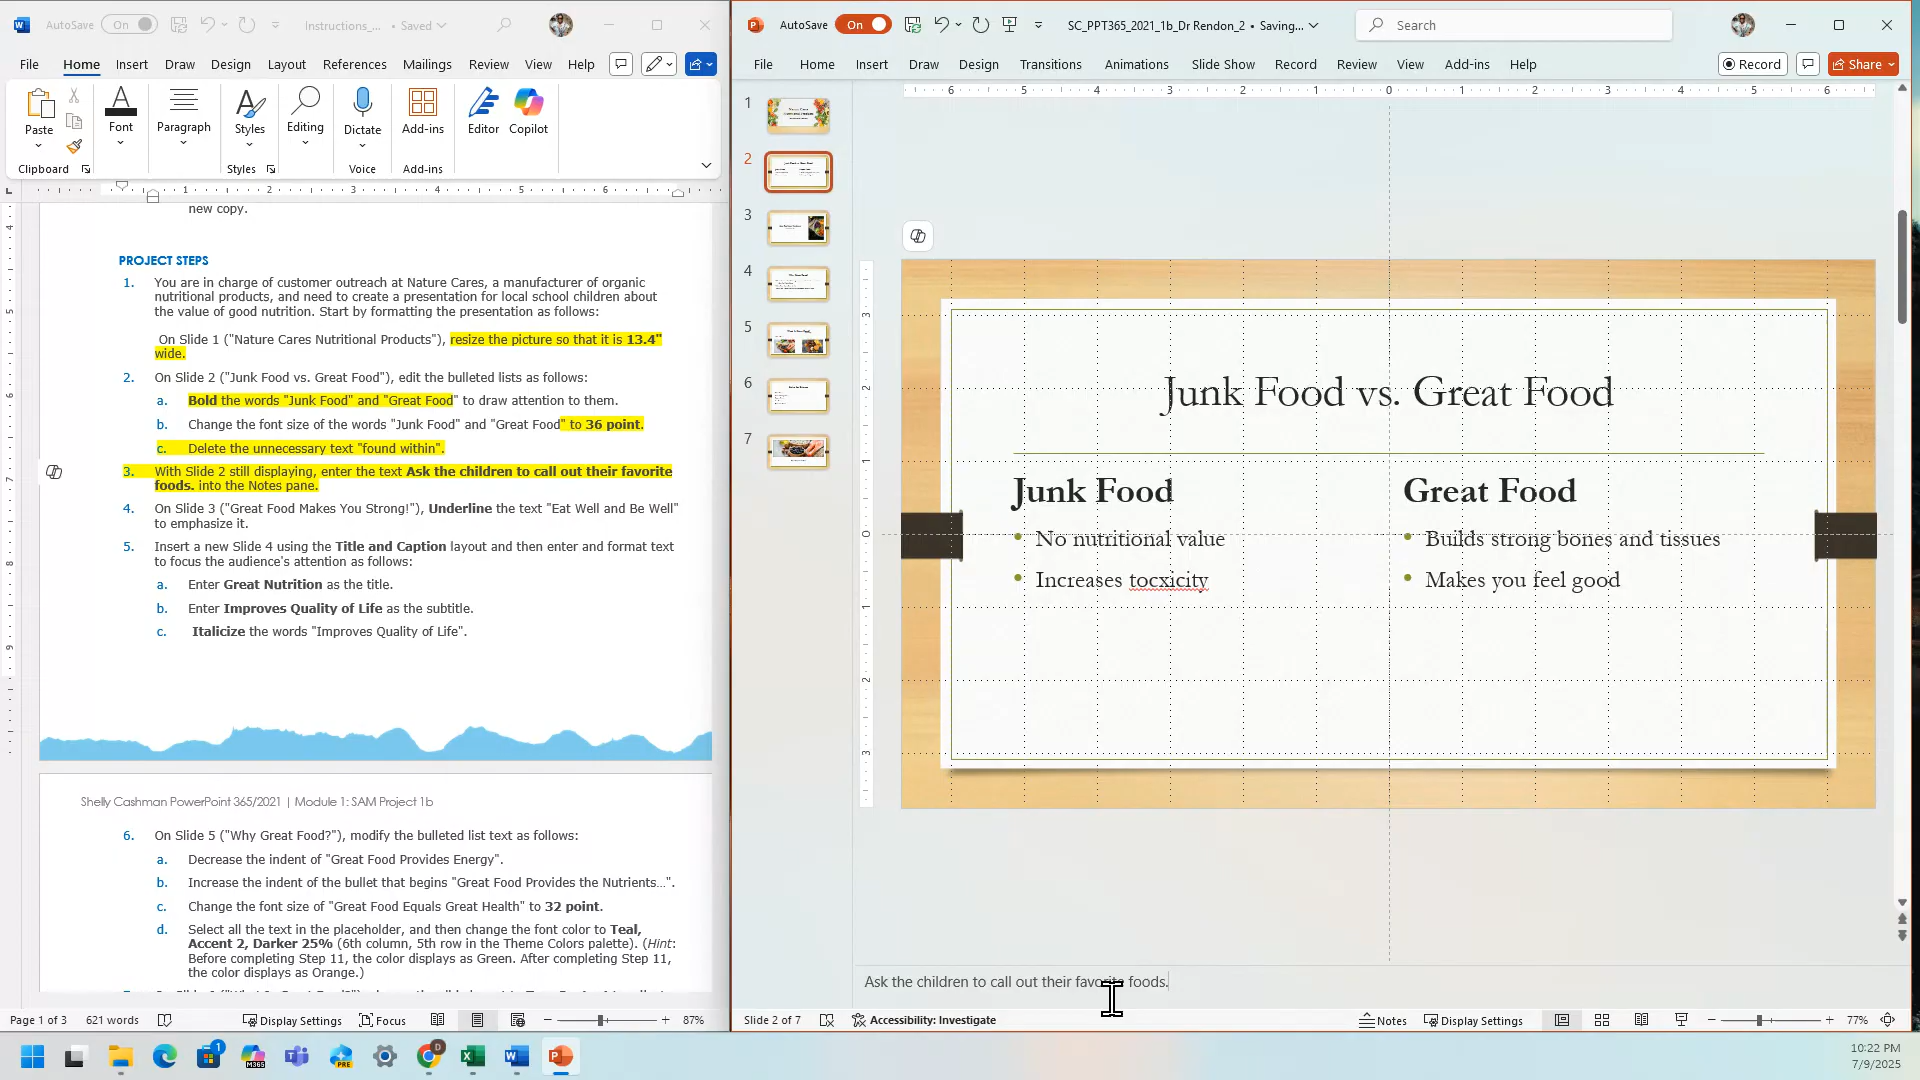 AutoSave On Instructions_... • Saved
File Home Insert Draw Design Layout References Mailings Review View Help
Paste Font Paragraph Styles Editing Dictate Add-ins Editor Copilot
Clipboard Styles Voice Add-ins
new copy.
PROJECT STEPS
1. You are in charge of customer outreach at Nature Cares, a manufacturer of organic
nutritional products, and need to create a presentation for local school children about
the value of good nutrition. Start by formatting the presentation as follows:
On Slide 1 ("Nature Cares Nutritional Products"), resize the picture so that it is 13.4"
wide.
2. On Slide 2 ("Junk Food vs. Great Food"), edit the bulleted lists as follows:
a. Bold the words "Junk Food" and "Great Food" to draw attention to them.
b. Change the font size of the words "Junk Food" and "Great Food" to 36 point.
c. Delete the unnecessary text "found within".
3. With Slide 2 still displaying, enter the text Ask the children to call out their favorite
foods. into the Notes pane.
4. On Slide 3 ("Great Food Makes You Strong!"), Underline the text "Eat Well and Be Well"
to emphasize it.
5. Insert a new Slide 4 using the Title and Caption layout and then enter and format text
to focus the audience's attention as follows:
a. Enter Great Nutrition as the title.
b. Enter Improves Quality of Life as the subtitle.
c. Italicize the words "Improves Quality of Life".
Shelly Cashman PowerPoint 365/2021 | Module 1: SAM Project 1b
6. On Slide 5 ("Why Great Food?"), modify the bulleted list text as follows:
a. Decrease the indent of "Great Food Provides Energy".
b. Increase the indent of the bullet that begins "Great Food Provides the Nutrients...".
c. Change the font size of "Great Food Equals Great Health" to 32 point.
d. Select all the text in the placeholder, and then change the font color to Teal,
Accent 2, Darker 25% (6th column, 5th row in the Theme Colors palette). (Hint:
Before completing Step 11, the color displays as Green. After completing Step 11,
the color displays as Orange.)
Page 1 of 3 621 words Display Settings Focus 87%
AutoSave On SC_PPT365_2021_1b_Dr Rendon_2 • Saving... Search
File Home Insert Draw Design Transitions Animations Slide Show Record Review View Add-ins Help Record Share
1
2
3
4
5
6
7
Junk Food vs. Great Food
Junk Food
• No nutritional value
• Increases tocxicity
Great Food
• Builds strong bones and tissues
• Makes you feel good
Ask the children to call out their favorite foods.
Slide 2 of 7 Accessibility: Investigate Notes Display Settings 77%
10:22 PM
7/9/2025